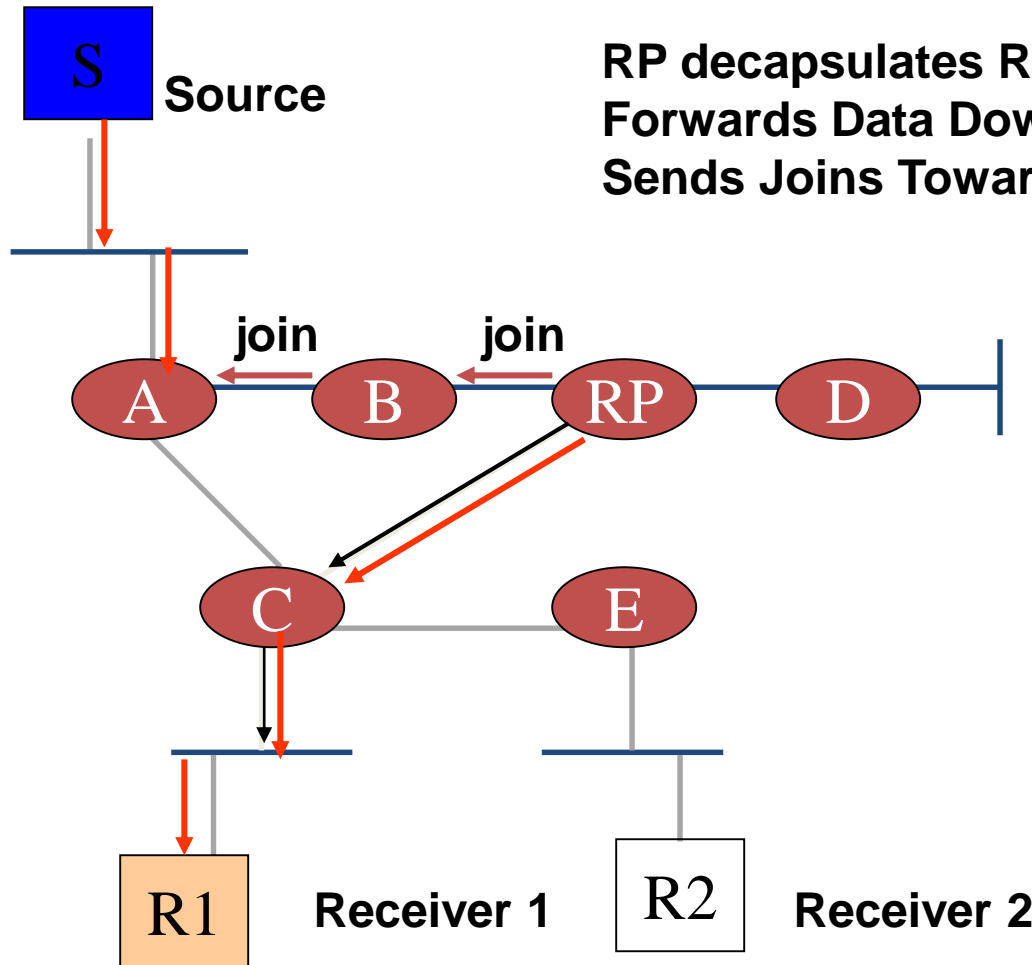 S
Source
RP decapsulates R
Forwards Data Dow
Sends Joins Towar
join
join
A
B
RP
D
C
E
R1
Receiver 1
R2
Receiver 2